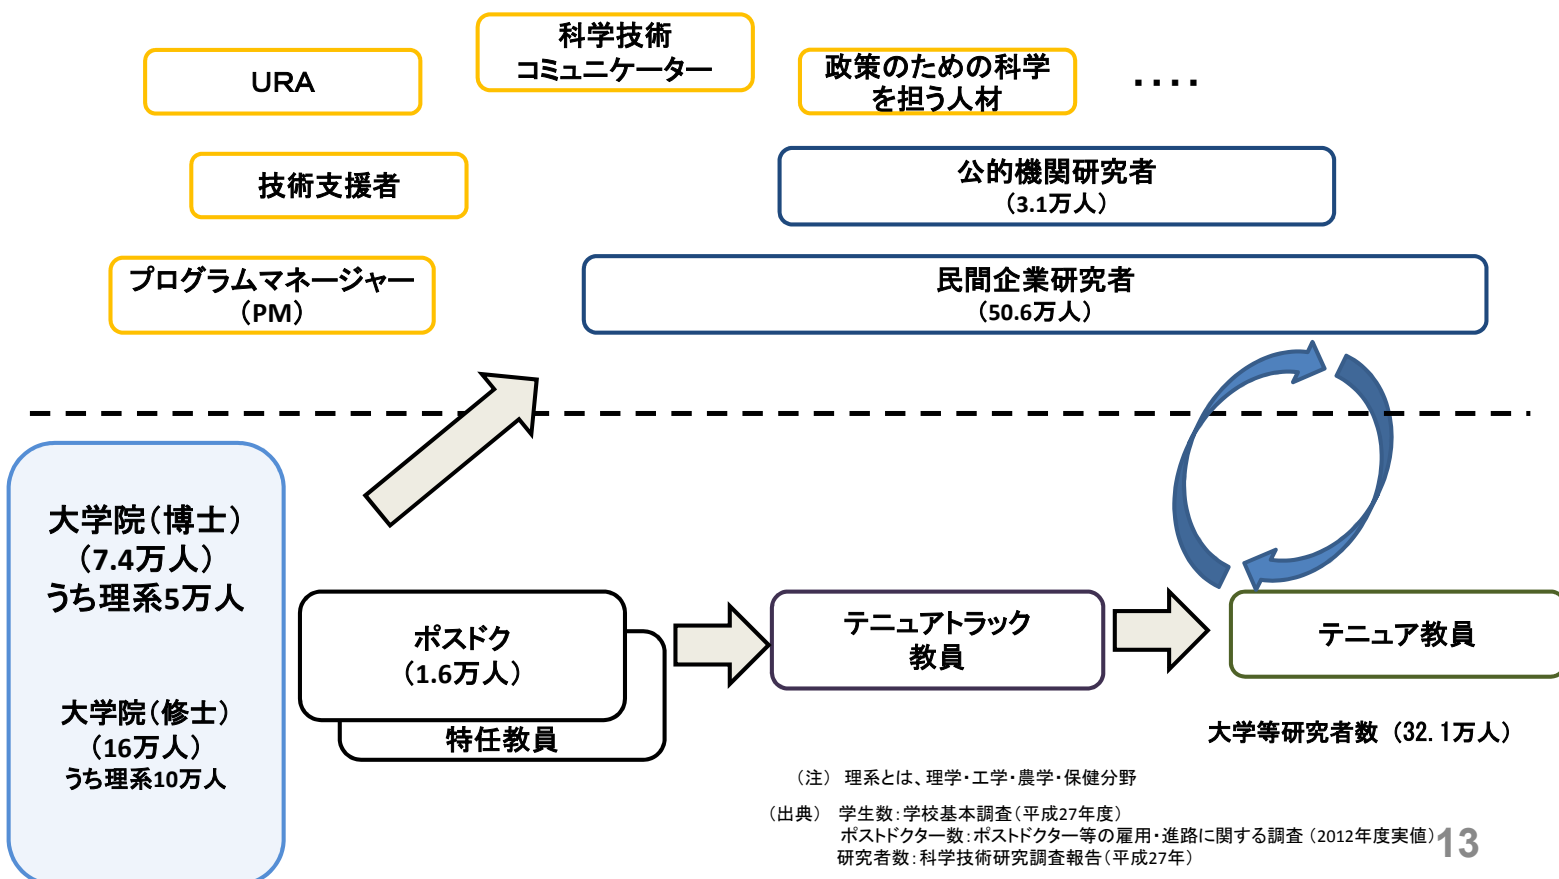 URA
科学技術
コミュニケーター
政策のための科学
を担う人材
‥‥
技術支援者
公的機関研究者
（3.1万人）
プログラムマネージャー
（PM）
民間企業研究者
（50.6万人）
大学院（博士）
（7.4万人）
うち理系5万人
大学院（修士）
（16万人）
うち理系10万人
ポスドク
（1.6万人）
特任教員
テニュアトラック
教員
テニュア教員
大学等研究者数（32.1万人）
（注）　理系とは、理学・工学・農学・保健分野
（出典）　学生数：学校基本調査（平成27年度）
ポストドクター数：ポストドクター等の雇用・進路に関する調査（2012年度実値）
研究者数：科学技術研究調査報告（平成27年）
13